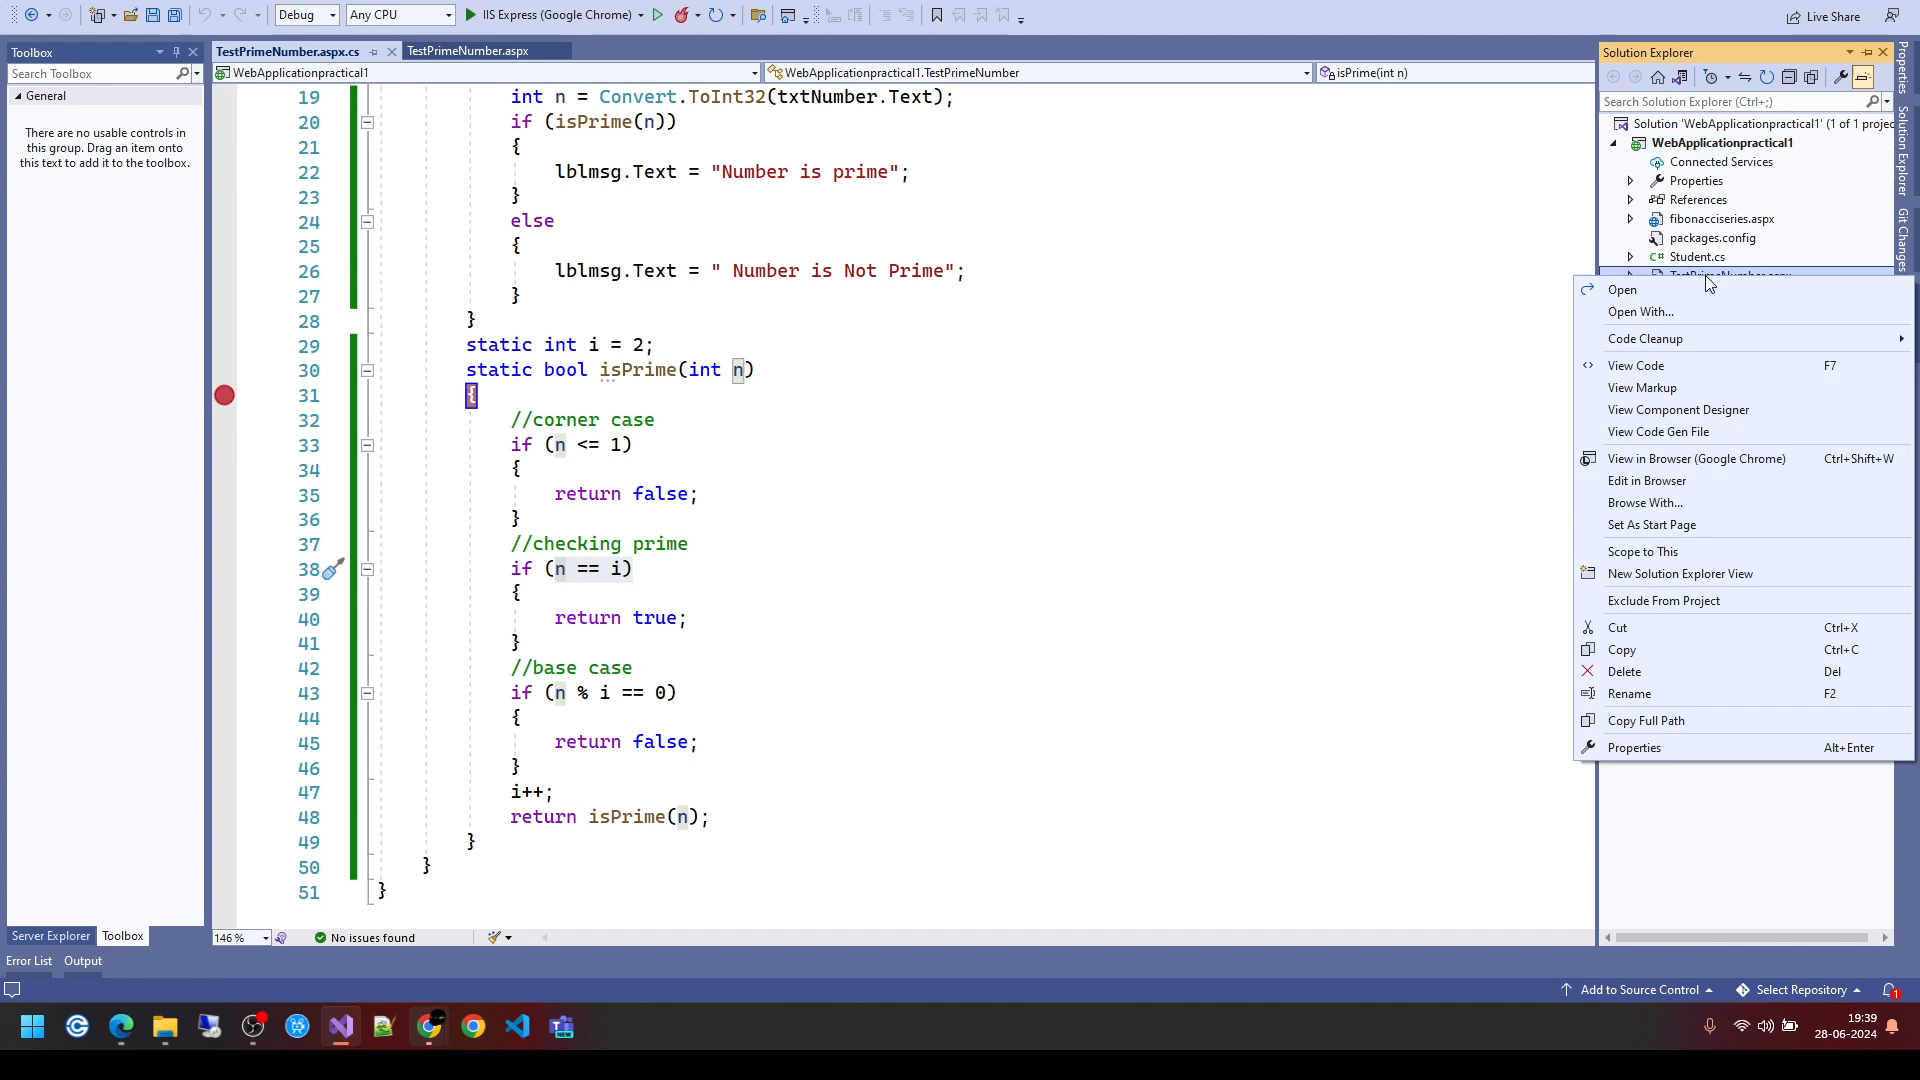 Debug
Any CPU
IIS Express (Google Chrome)
Live Share
Toolbox
Search Toolbox
General
There are no usable controls in
this group. Drag an item onto
this text to add it to the toolbox.
Server Explorer
Toolbox
Error List
Output
TestPrimeNumber.aspx.cs
TestPrimeNumber.aspx
WebApplicationpractical1
WebApplicationpractical1.TestPrimeNumber
isPrime(int n)
19 int n = Convert.ToInt32(txtNumber.Text);
20 if (isPrime(n))
21 {
22 lblmsg.Text = "Number is prime";
23 }
24 else
25 {
26 lblmsg.Text = " Number is Not Prime";
27 }
28 }
29 static int i = 2;
30 static bool isPrime(int n)
31 {
32 //corner case
33 if (n <= 1)
34 {
35 return false;
36 }
37 //checking prime
38 if (n == i)
39 {
40 return true;
41 }
42 //base case
43 if (n % i == 0)
44 {
45 return false;
46 }
47 i++;
48 return isPrime(n);
49 }
50 }
51 }
146 %
No issues found
Solution Explorer
Search Solution Explorer (Ctrl+;)
Solution 'WebApplicationpractical1' (1 of 1 projec
WebApplicationpractical1
Connected Services
Properties
References
fibonacciseries.aspx
packages.config
C# Student.cs
TestPrimeNumber.aspx
Open
Open With...
Code Cleanup
View Code F7
View Markup
View Component Designer
View Code Gen File
View in Browser (Google Chrome) Ctrl+Shift+W
Edit in Browser
Browse With...
Set As Start Page
Scope to This
New Solution Explorer View
Exclude From Project
Cut Ctrl+X
Copy Ctrl+C
Delete Del
Rename F2
Copy Full Path
Properties Alt+Enter
Properties
Solution Explorer
Git Changes
Add to Source Control
Select Repository
1
NEW
19:39
28-06-2024